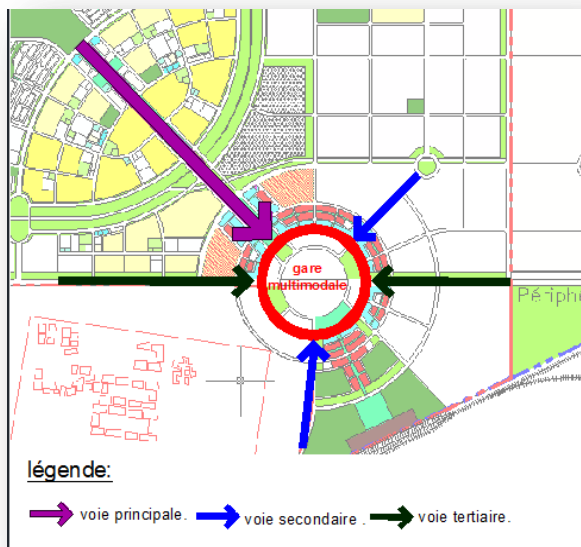 gare
multimodale
Périphé
légende:
voie principale. voie secondaire . voie tertiaire.